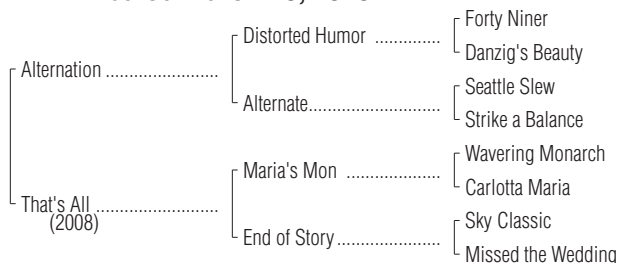 Forty Niner
Distorted Humor ..............
Danzig's Beauty
Alternation ........................
Seattle Slew
Alternate............................
Strike a Balance
Wavering Monarch
Maria's Mon ....................
Carlotta Maria
That's All ..........................
(2008)
Sky Classic
End of Story......................
Missed the Wedding